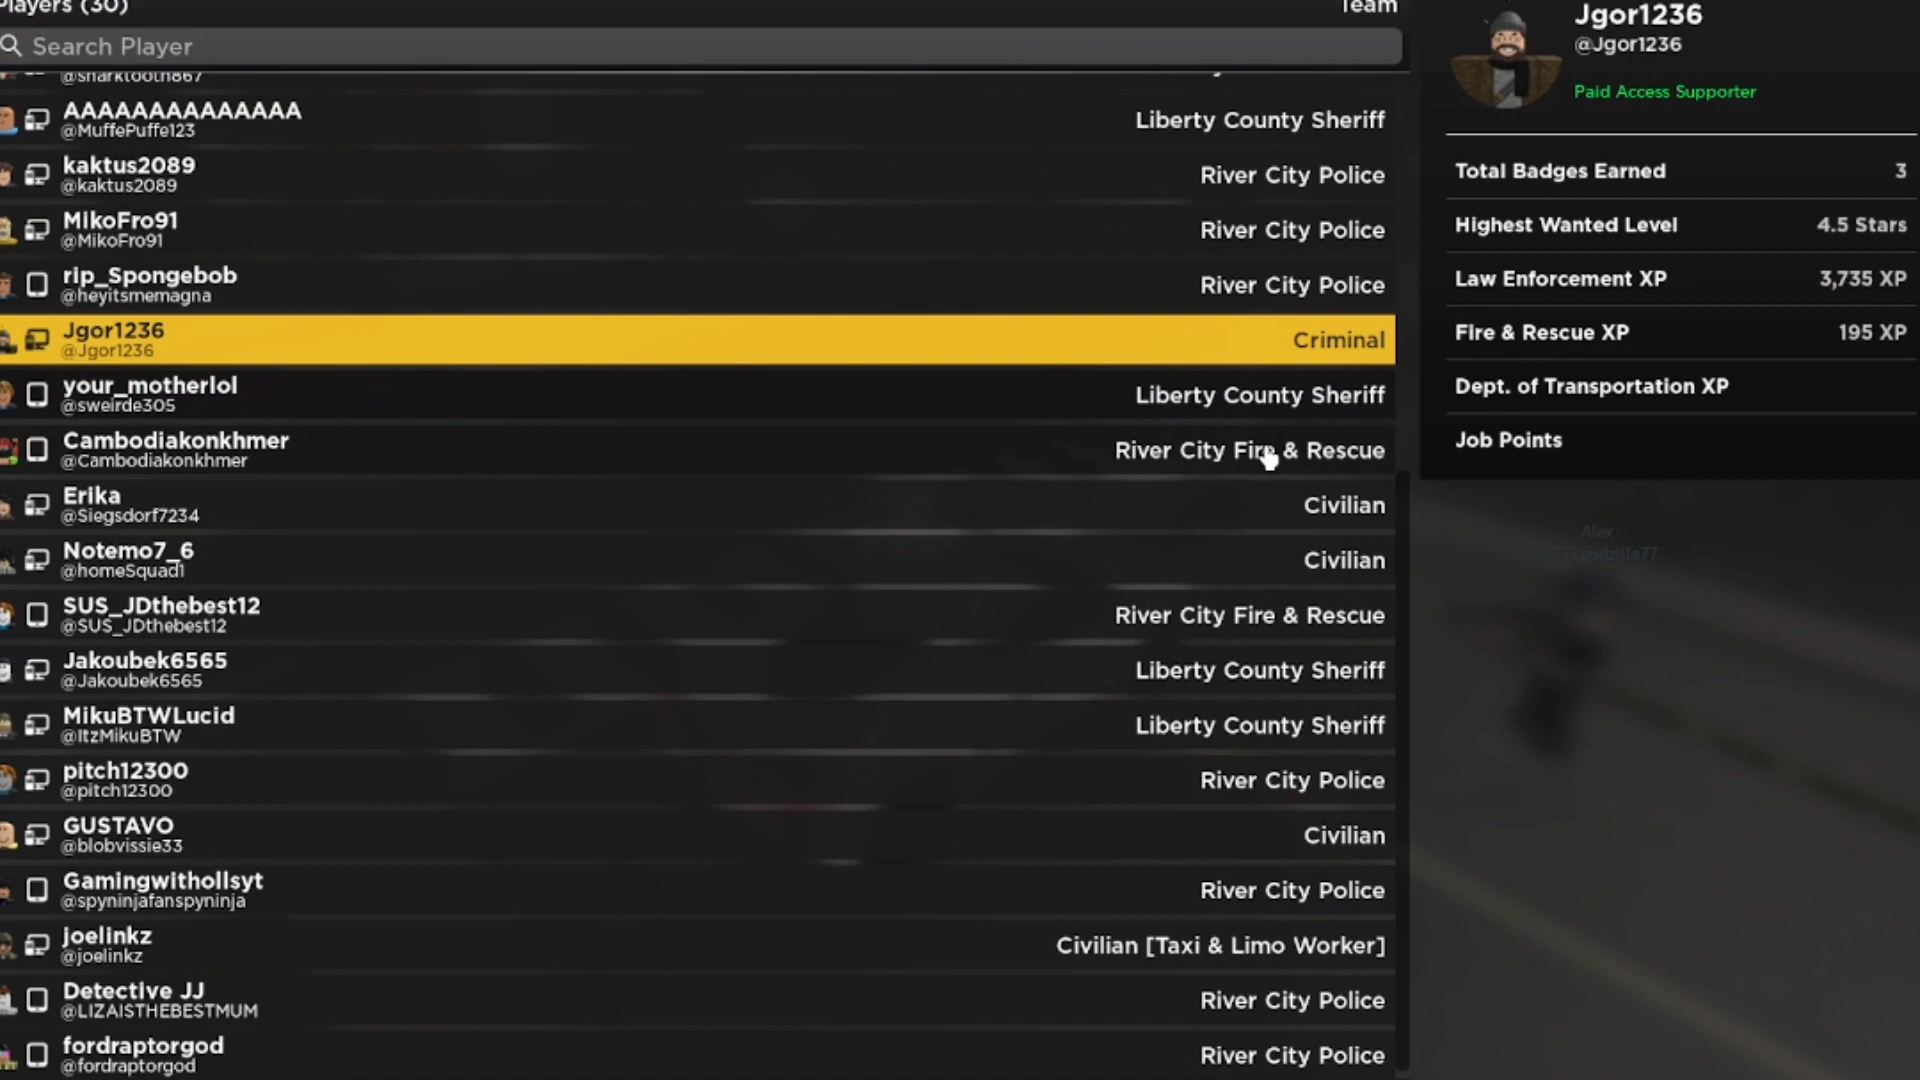 Players (30)
Team
Search Player
@sharktooth867
AAAAAAAAAAAAAA
@MuffePuffe123
Liberty County Sheriff
kaktus2089
@kaktus2089
River City Police
MikoFro91
@MikoFro91
River City Police
rip_Spongebob
@heyitsmemagna
River City Police
Jgor1236
@Jgor1236
Criminal
your_motherlol
@sweirde305
Liberty County Sheriff
Cambodiakonkhmer
@Cambodiakonkhmer
River City Fire & Rescue
Erika
@Siegsdorf7234
Civilian
Notemo7_6
@homeSquad1
Civilian
SUS_JDthebest12
@SUS_JDthebest12
River City Fire & Rescue
Jakoubek6565
@Jakoubek6565
Liberty County Sheriff
MikuBTWLucid
@ItzMikuBTW
Liberty County Sheriff
pitch12300
@pitch12300
River City Police
GUSTAVO
@blobvissie33
Civilian
Gamingwithollsyt
@spyninjafanspyninja
River City Police
joelinkz
@joelinkz
Civilian [Taxi & Limo Worker]
Detective JJ
@LIZAISTHEBESTMUM
River City Police
fordraptorgod
@fordraptorgod
River City Police
Jgor1236
@Jgor1236
Paid Access Supporter
Total Badges Earned 3
Highest Wanted Level 4.5 Stars
Law Enforcement XP 3,735 XP
Fire & Rescue XP 195 XP
Dept. of Transportation XP
Job Points
Alex